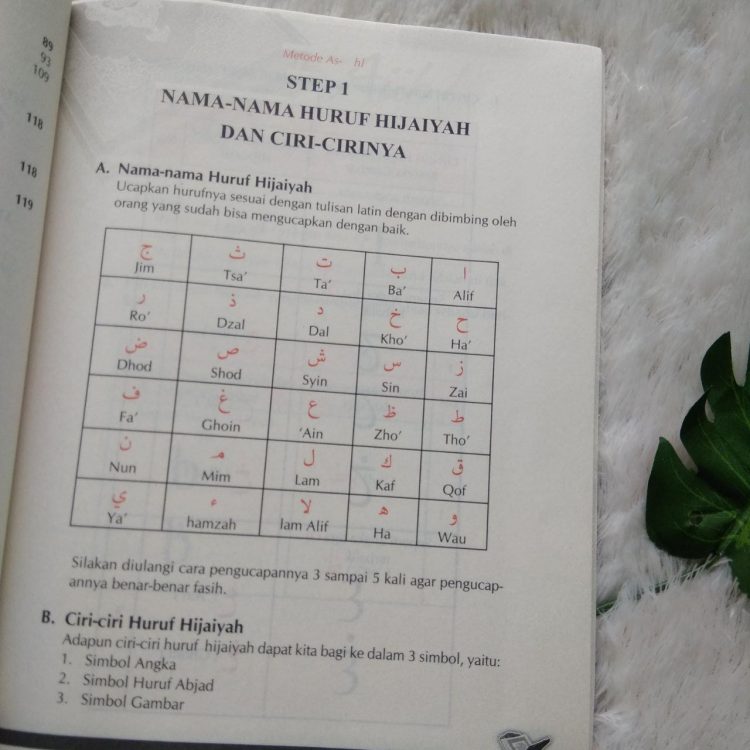 89
93
109
118
118
119
Metode As- h1
STEP 1
NAMA-NAMA HURUF HIJAIYAH
DAN CIRI-CIRINYA
A. Nama-nama Huruf Hijaiyah
Ucapkan hurufnya sesuai dengan tulisan latin dengan dibimbing oleh
orang yang sudah bisa mengucapkan dengan baik.
ج ث ت ب ا
Jim Tsa’ Ta’ Ba’ Alif
ر ذ د خ ح
Ro’ Dzal Dal Kho’ Ha’
ض ص ش س ز
Dhod Shod Syin Sin Zai
ف غ ع ظ ط
Fa’ Ghoin ‘Ain Zho’ Tho’
ن م ل ك ق
Nun Mim Lam Kaf Qof
ي ء لا ه و
Ya’ hamzah lam Alif Ha Wau
Silakan diulangi cara pengucapannya 3 sampai 5 kali agar pengucap-
annya benar-benar fasih.
B. Ciri-ciri Huruf Hijaiyah
Adapun ciri-ciri huruf hijaiyah dapat kita bagi ke dalam 3 simbol, yaitu:
1. Simbol Angka
2. Simbol Huruf Abjad
3. Simbol Gambar